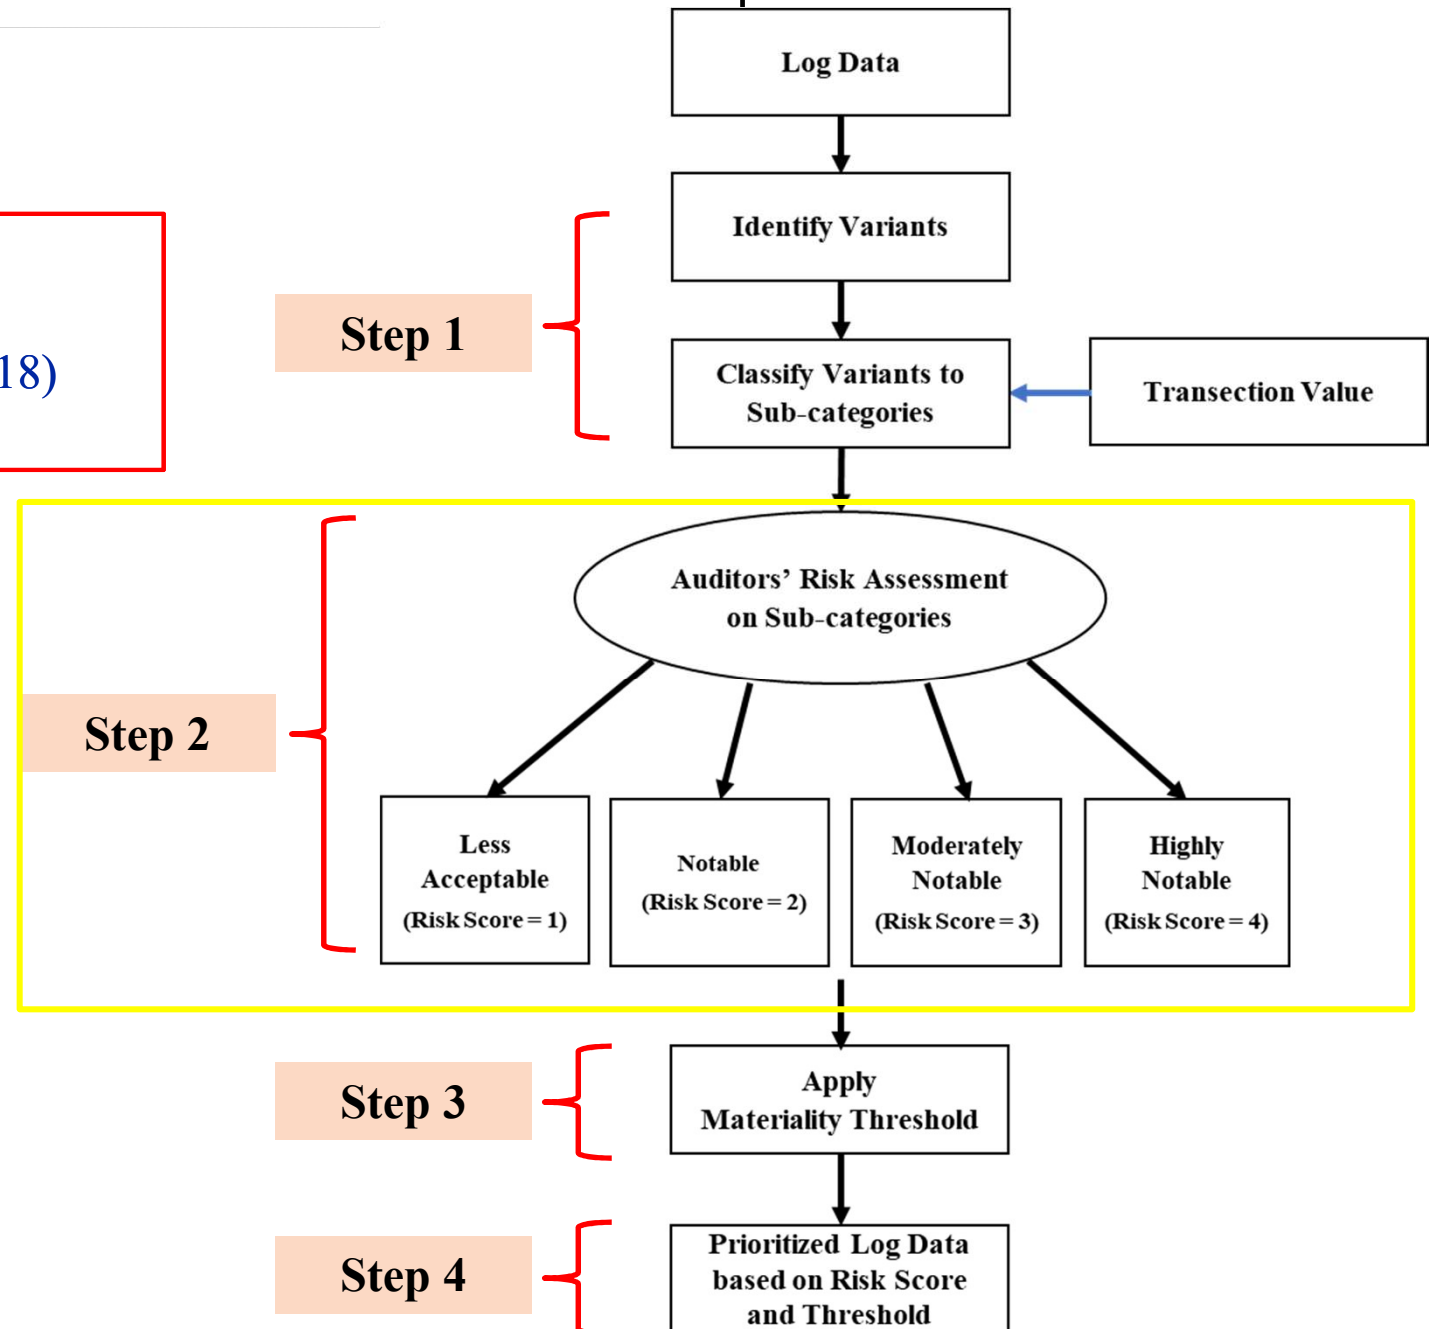 Log Data
Identify Variants
Step 1
18)
Classify Variants to
Sub-categories
Transection Value
Auditors’ Risk Assessment
on Sub-categories
Step 2
Less
Acceptable
(Risk Score = 1)
Notable
(Risk Score = 2)
Moderately
Notable
(Risk Score = 3)
Highly
Notable
(Risk Score = 4)
Step 3
Apply
Materiality Threshold
Step 4
Prioritized Log Data
based on Risk Score
and Threshold